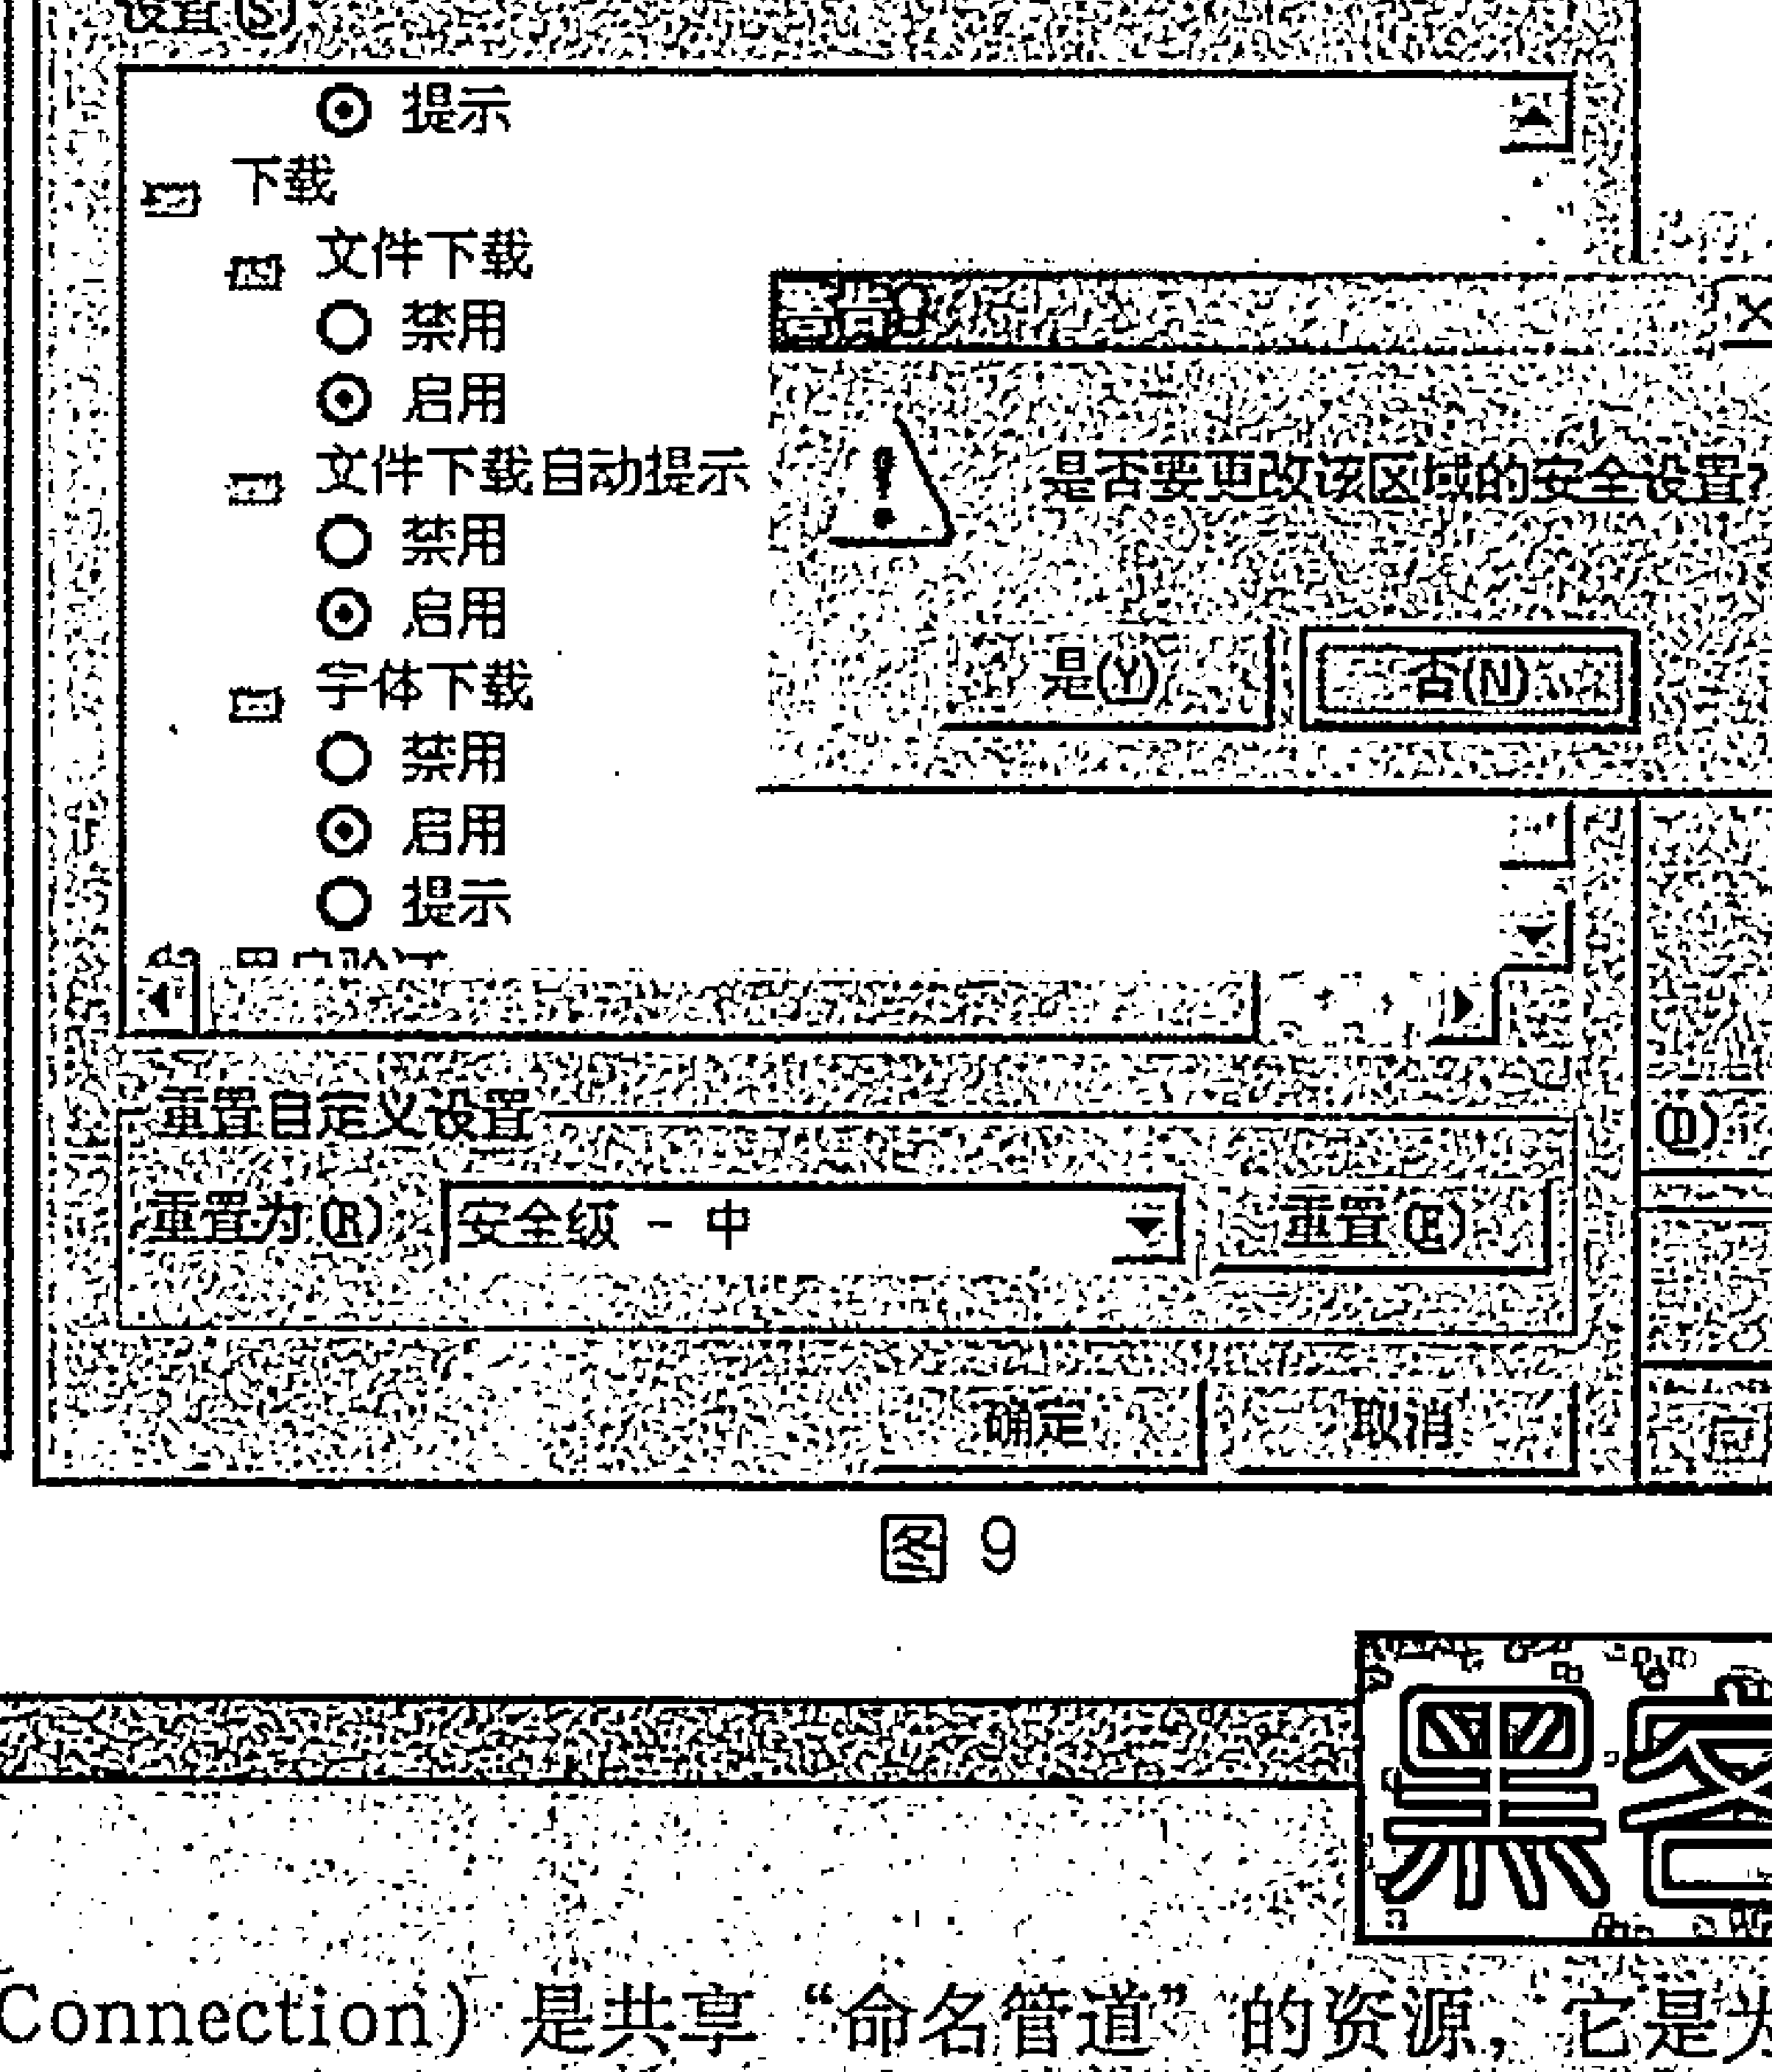 设置(S)
提示
下载
文件下载
禁用
启用
文件下载自动提示
禁用
启用
字体下载
禁用
启用
提示
警告!
是否要更改该区域的安全设置?
是(Y)
否(N)
重置自定义设置
重置为(R)
安全级 - 中
重置(E)
(D)
确定
取消
图 9
黑客
Connection) 是共享“命名管道”的资源,它是为